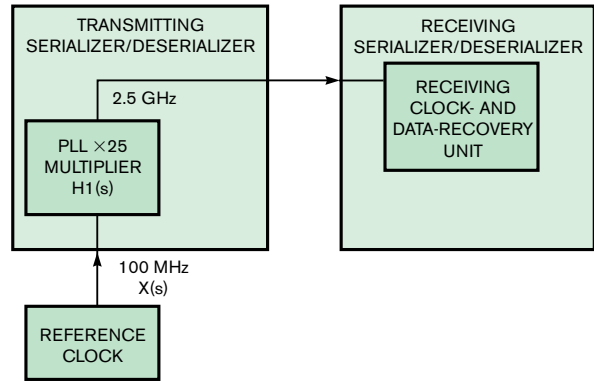 TRANSMITTING
SERIALIZER/DESERIALIZER
RECEIVING
SERIALIZER/DESERIALIZER
2.5 GHz
RECEIVING
CLOCK- AND
DATA-RECOVERY
UNIT
PLL ×25
MULTIPLIER
H1(s)
100 MHz
X(s)
REFERENCE
CLOCK